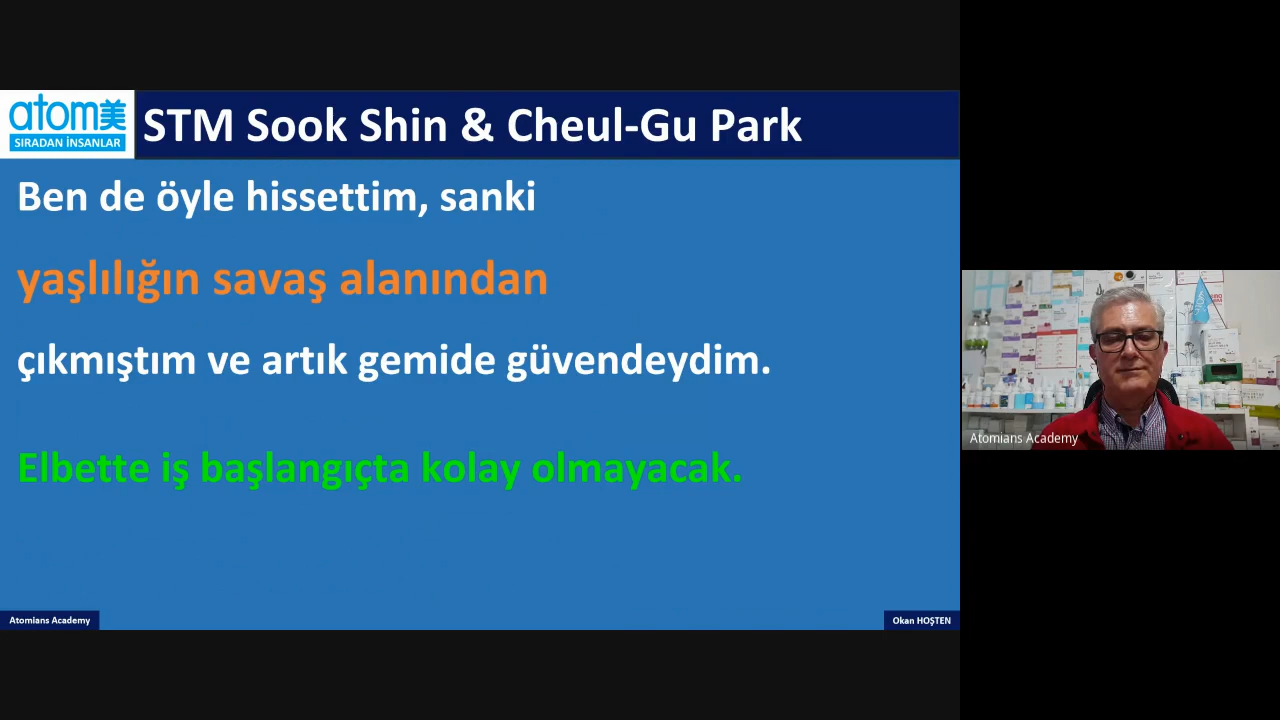 atom美
SIRADAN İNSANLAR
STM Sook Shin & Cheul-Gu Park
Ben de öyle hissettim, sanki
yaşlılığın savaş alanından
çıkmıştım ve artık gemide güvendeydim.
Elbette iş başlangıçta kolay olmayacak.
Atomians Academy
Okan HOŞTEN
Atomians Academy